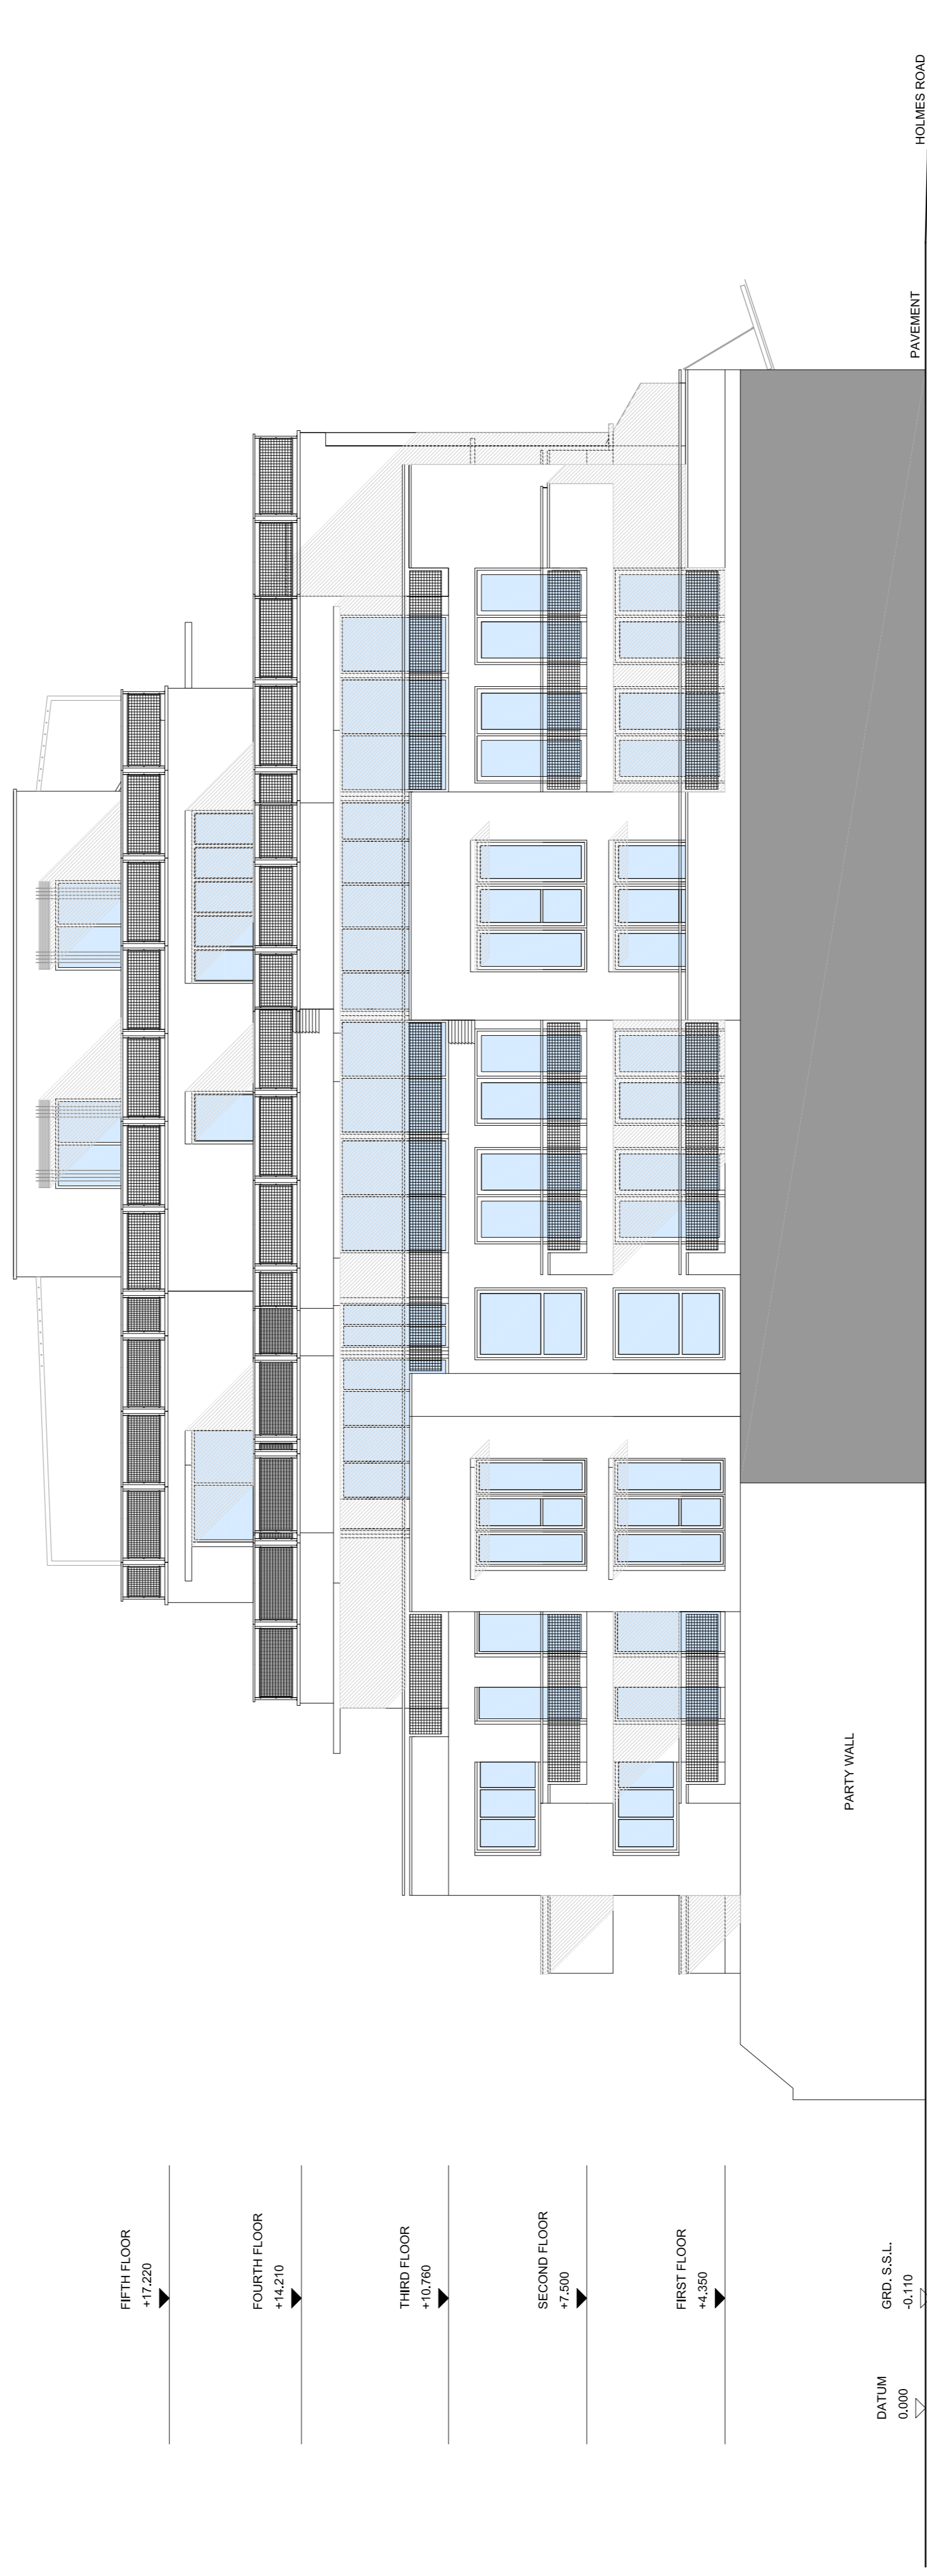 FIFTH FLOOR
+17.220
FOURTH FLOOR
+14.210
THIRD FLOOR
+10.760
SECOND FLOOR
+7.500
FIRST FLOOR
+4.350
GRD. S.S.L.
-0.110
DATUM
0.000
PARTY WALL
PAVEMENT
HOLMES ROAD